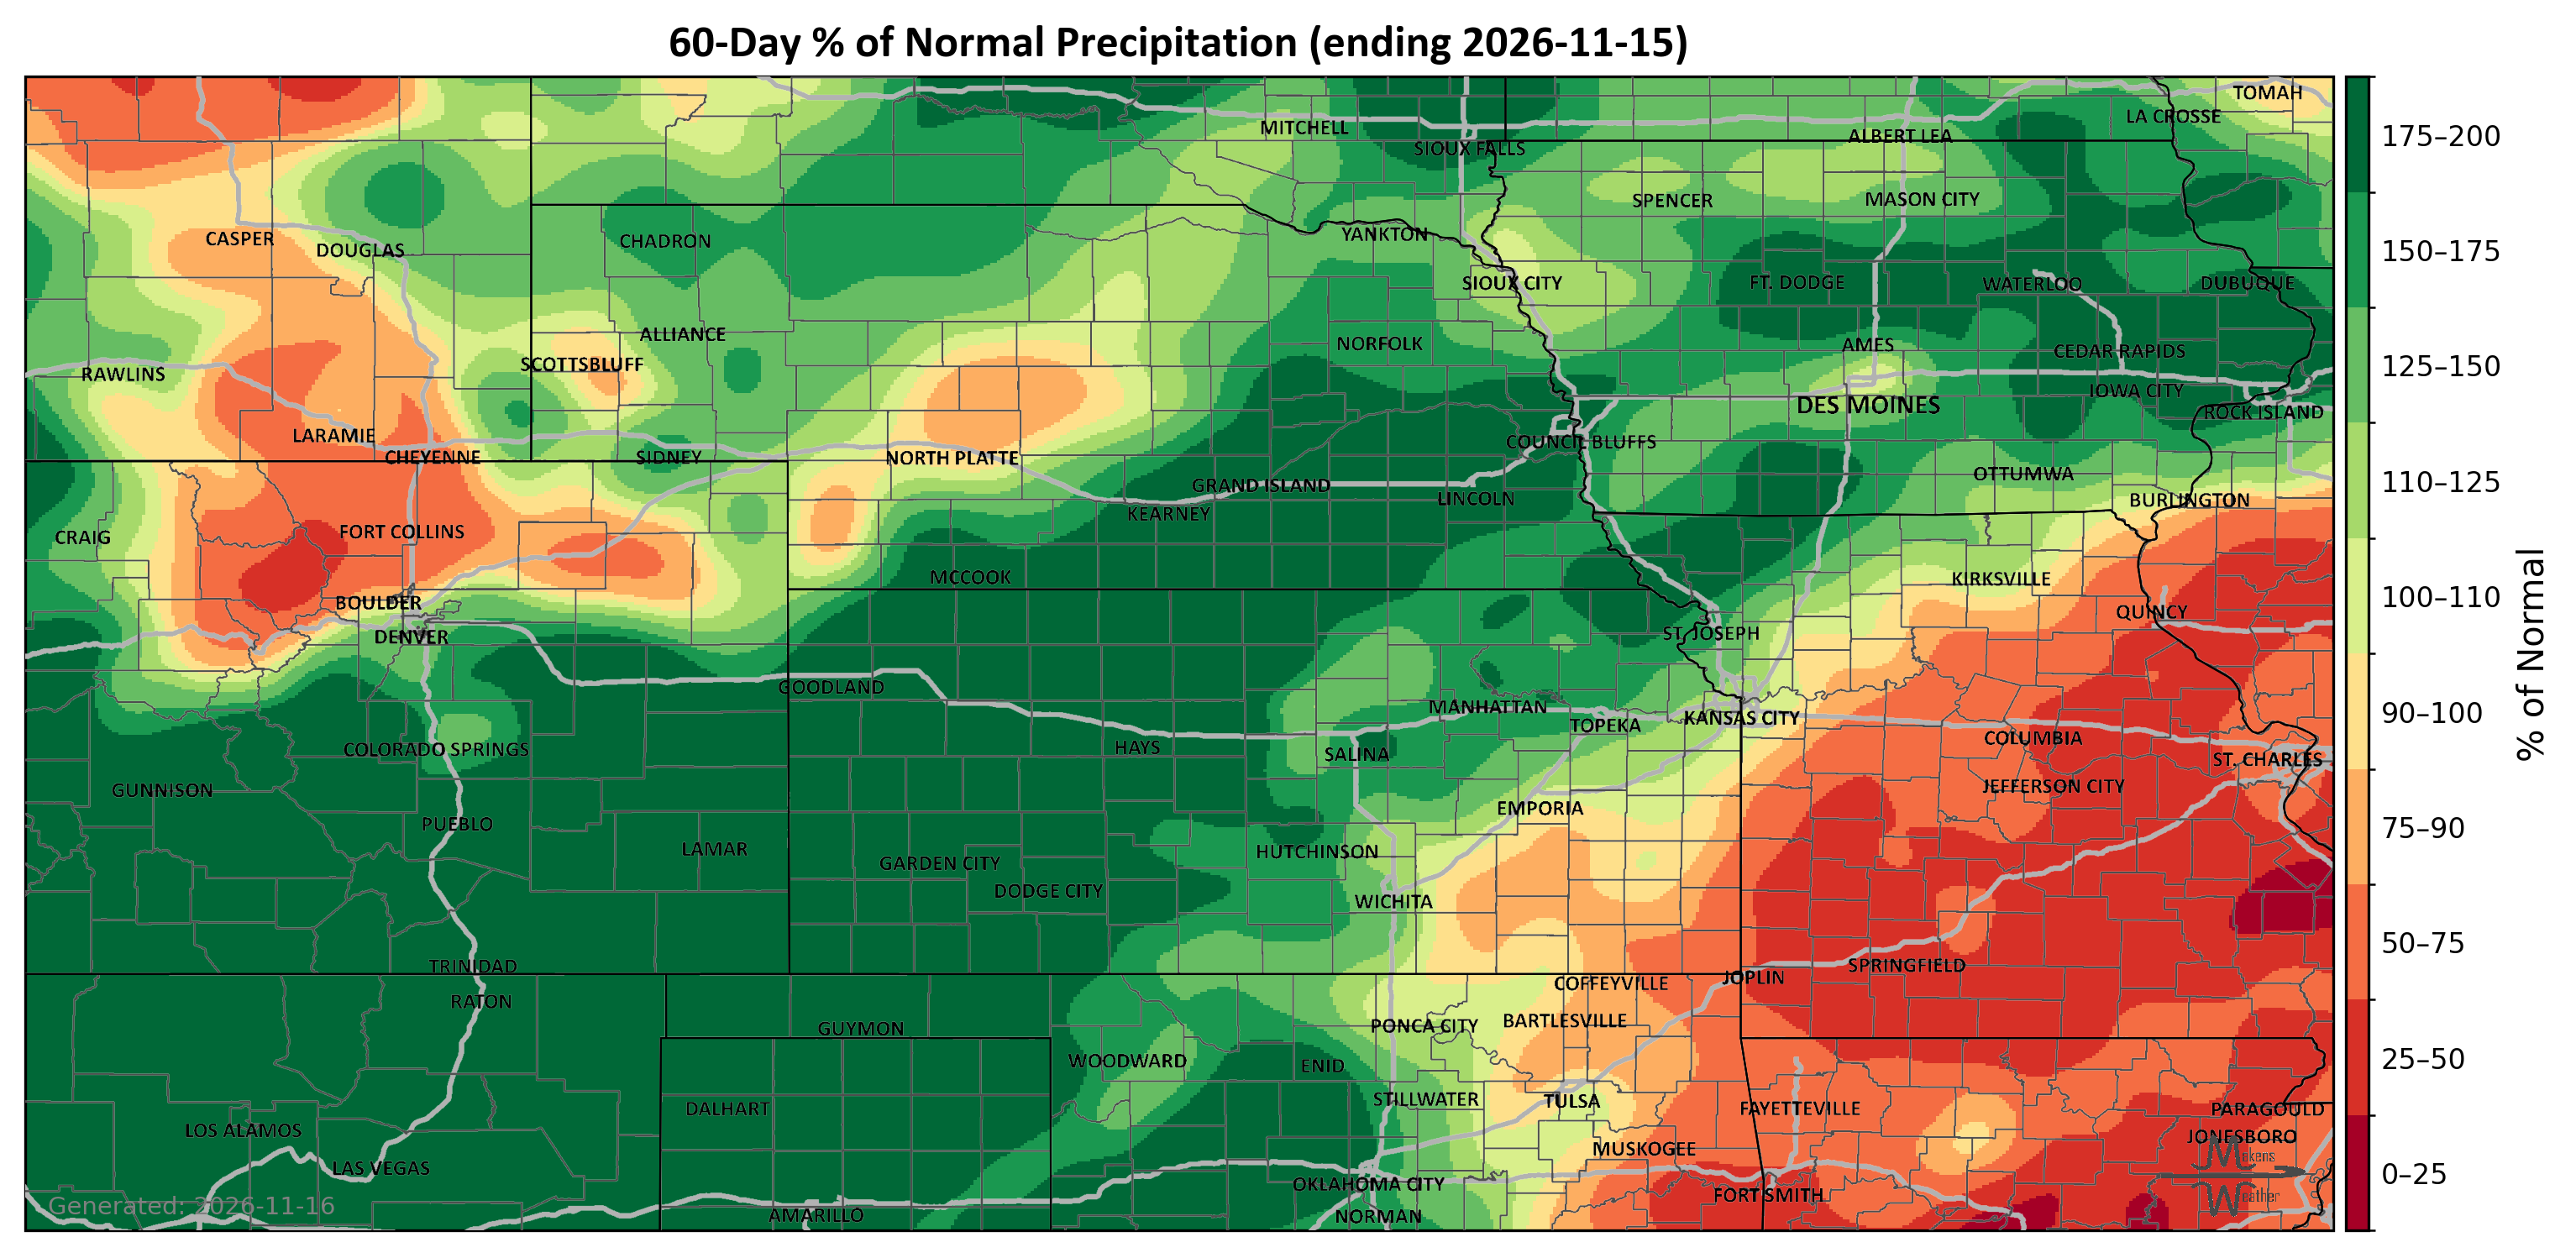 60-Day % of Normal Precipitation (ending 2026-11-15)
TOMAH
LA CROSSE
MITCHELL
ALBERT LEA
SIOUX FALLS
SPENCER
MASON CITY
CASPER
DOUGLAS
CHADRON
YANKTON
SIOUX CITY
FT. DODGE
WATERLOO
DUBUQUE
ALLIANCE
NORFOLK
AMES
CEDAR RAPIDS
SCOTTSBLUFF
RAWLINS
IOWA CITY
DES MOINES
ROCK ISLAND
LARAMIE
COUNCIL BLUFFS
CHEYENNE
SIDNEY
NORTH PLATTE
OTTUMWA
GRAND ISLAND
LINCOLN
BURLINGTON
KEARNEY
FORT COLLINS
CRAIG
MCCOOK
KIRKSVILLE
BOULDER
QUINCY
DENVER
ST. JOSEPH
GOODLAND
MANHATTAN
TOPEKA
KANSAS CITY
COLORADO SPRINGS
HAYS
SALINA
COLUMBIA
ST. CHARLES
GUNNISON
JEFFERSON CITY
EMPORIA
PUEBLO
LAMAR
GARDEN CITY
HUTCHINSON
DODGE CITY
WICHITA
TRINIDAD
SPRINGFIELD
JOPLIN
COFFEYVILLE
RATON
GUYMON
PONCA CITY
BARTLESVILLE
WOODWARD
ENID
DALHART
STILLWATER
TULSA
FAYETTEVILLE
PARAGOULD
LOS ALAMOS
JONESBORO
MUSKOGEE
LAS VEGAS
OKLAHOMA CITY
FORT SMITH
AMARILLO
NORMAN
Generated: 2026-11-16
Weather
175–200
150–175
125–150
110–125
100–110
90–100
75–90
50–75
25–50
0–25
% of Normal